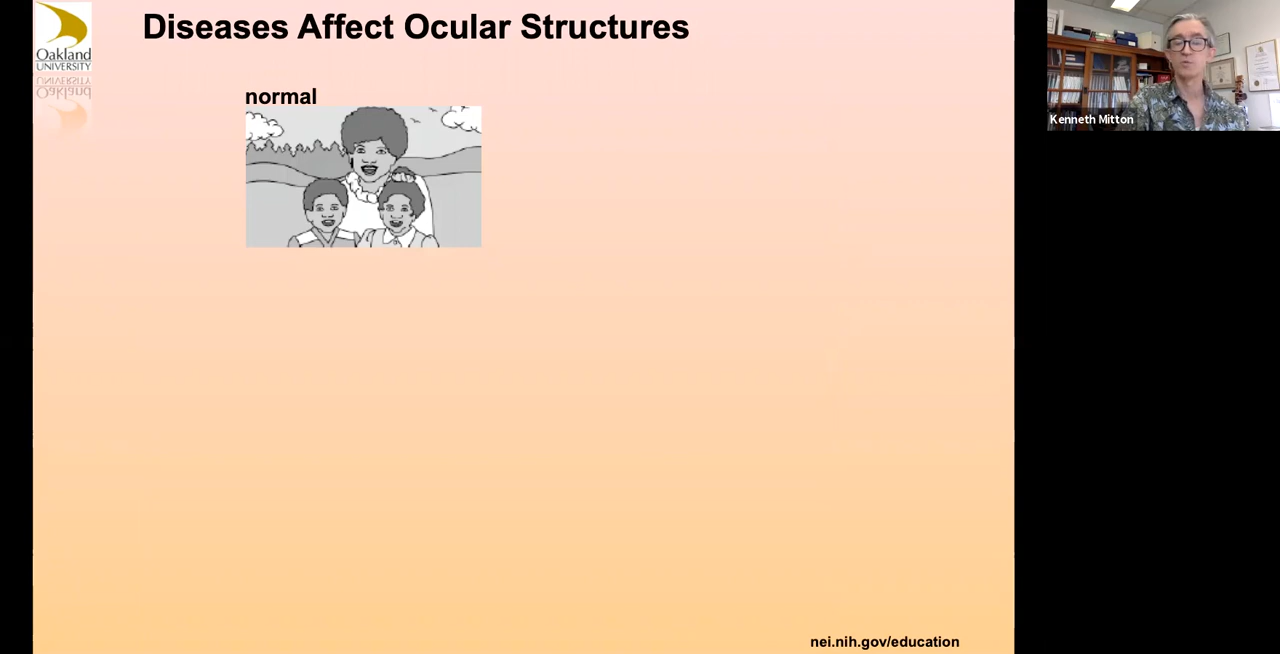 Diseases Affect Ocular Structures
Oakland
UNIVERSITY
normal
Kenneth Mitton
nei.nih.gov/education